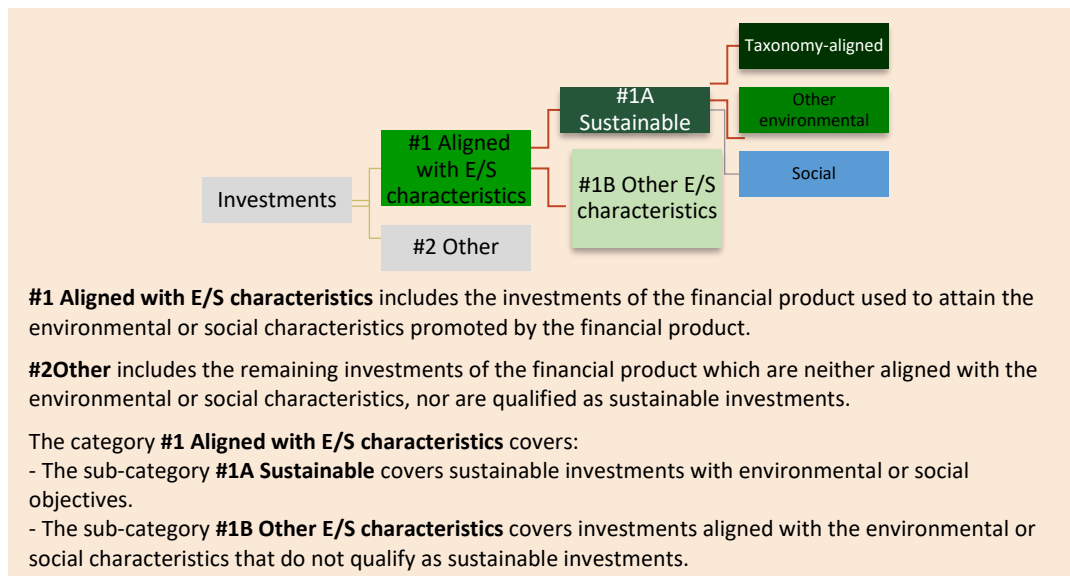 Taxonomy-aligned
#1A
Sustainable
Other
environmental
#1 Aligned
with E/S
characteristics
#1B Other E/S
characteristics
Social
Investments
#2 Other
#1 Aligned with E/S characteristics includes the investments of the financial product used to attain the
environmental or social characteristics promoted by the financial product.
#2Other includes the remaining investments of the financial product which are neither aligned with the
environmental or social characteristics, nor are qualified as sustainable investments.
The category #1 Aligned with E/S characteristics covers:
- The sub-category #1A Sustainable covers sustainable investments with environmental or social
objectives.
- The sub-category #1B Other E/S characteristics covers investments aligned with the environmental or
social characteristics that do not qualify as sustainable investments.